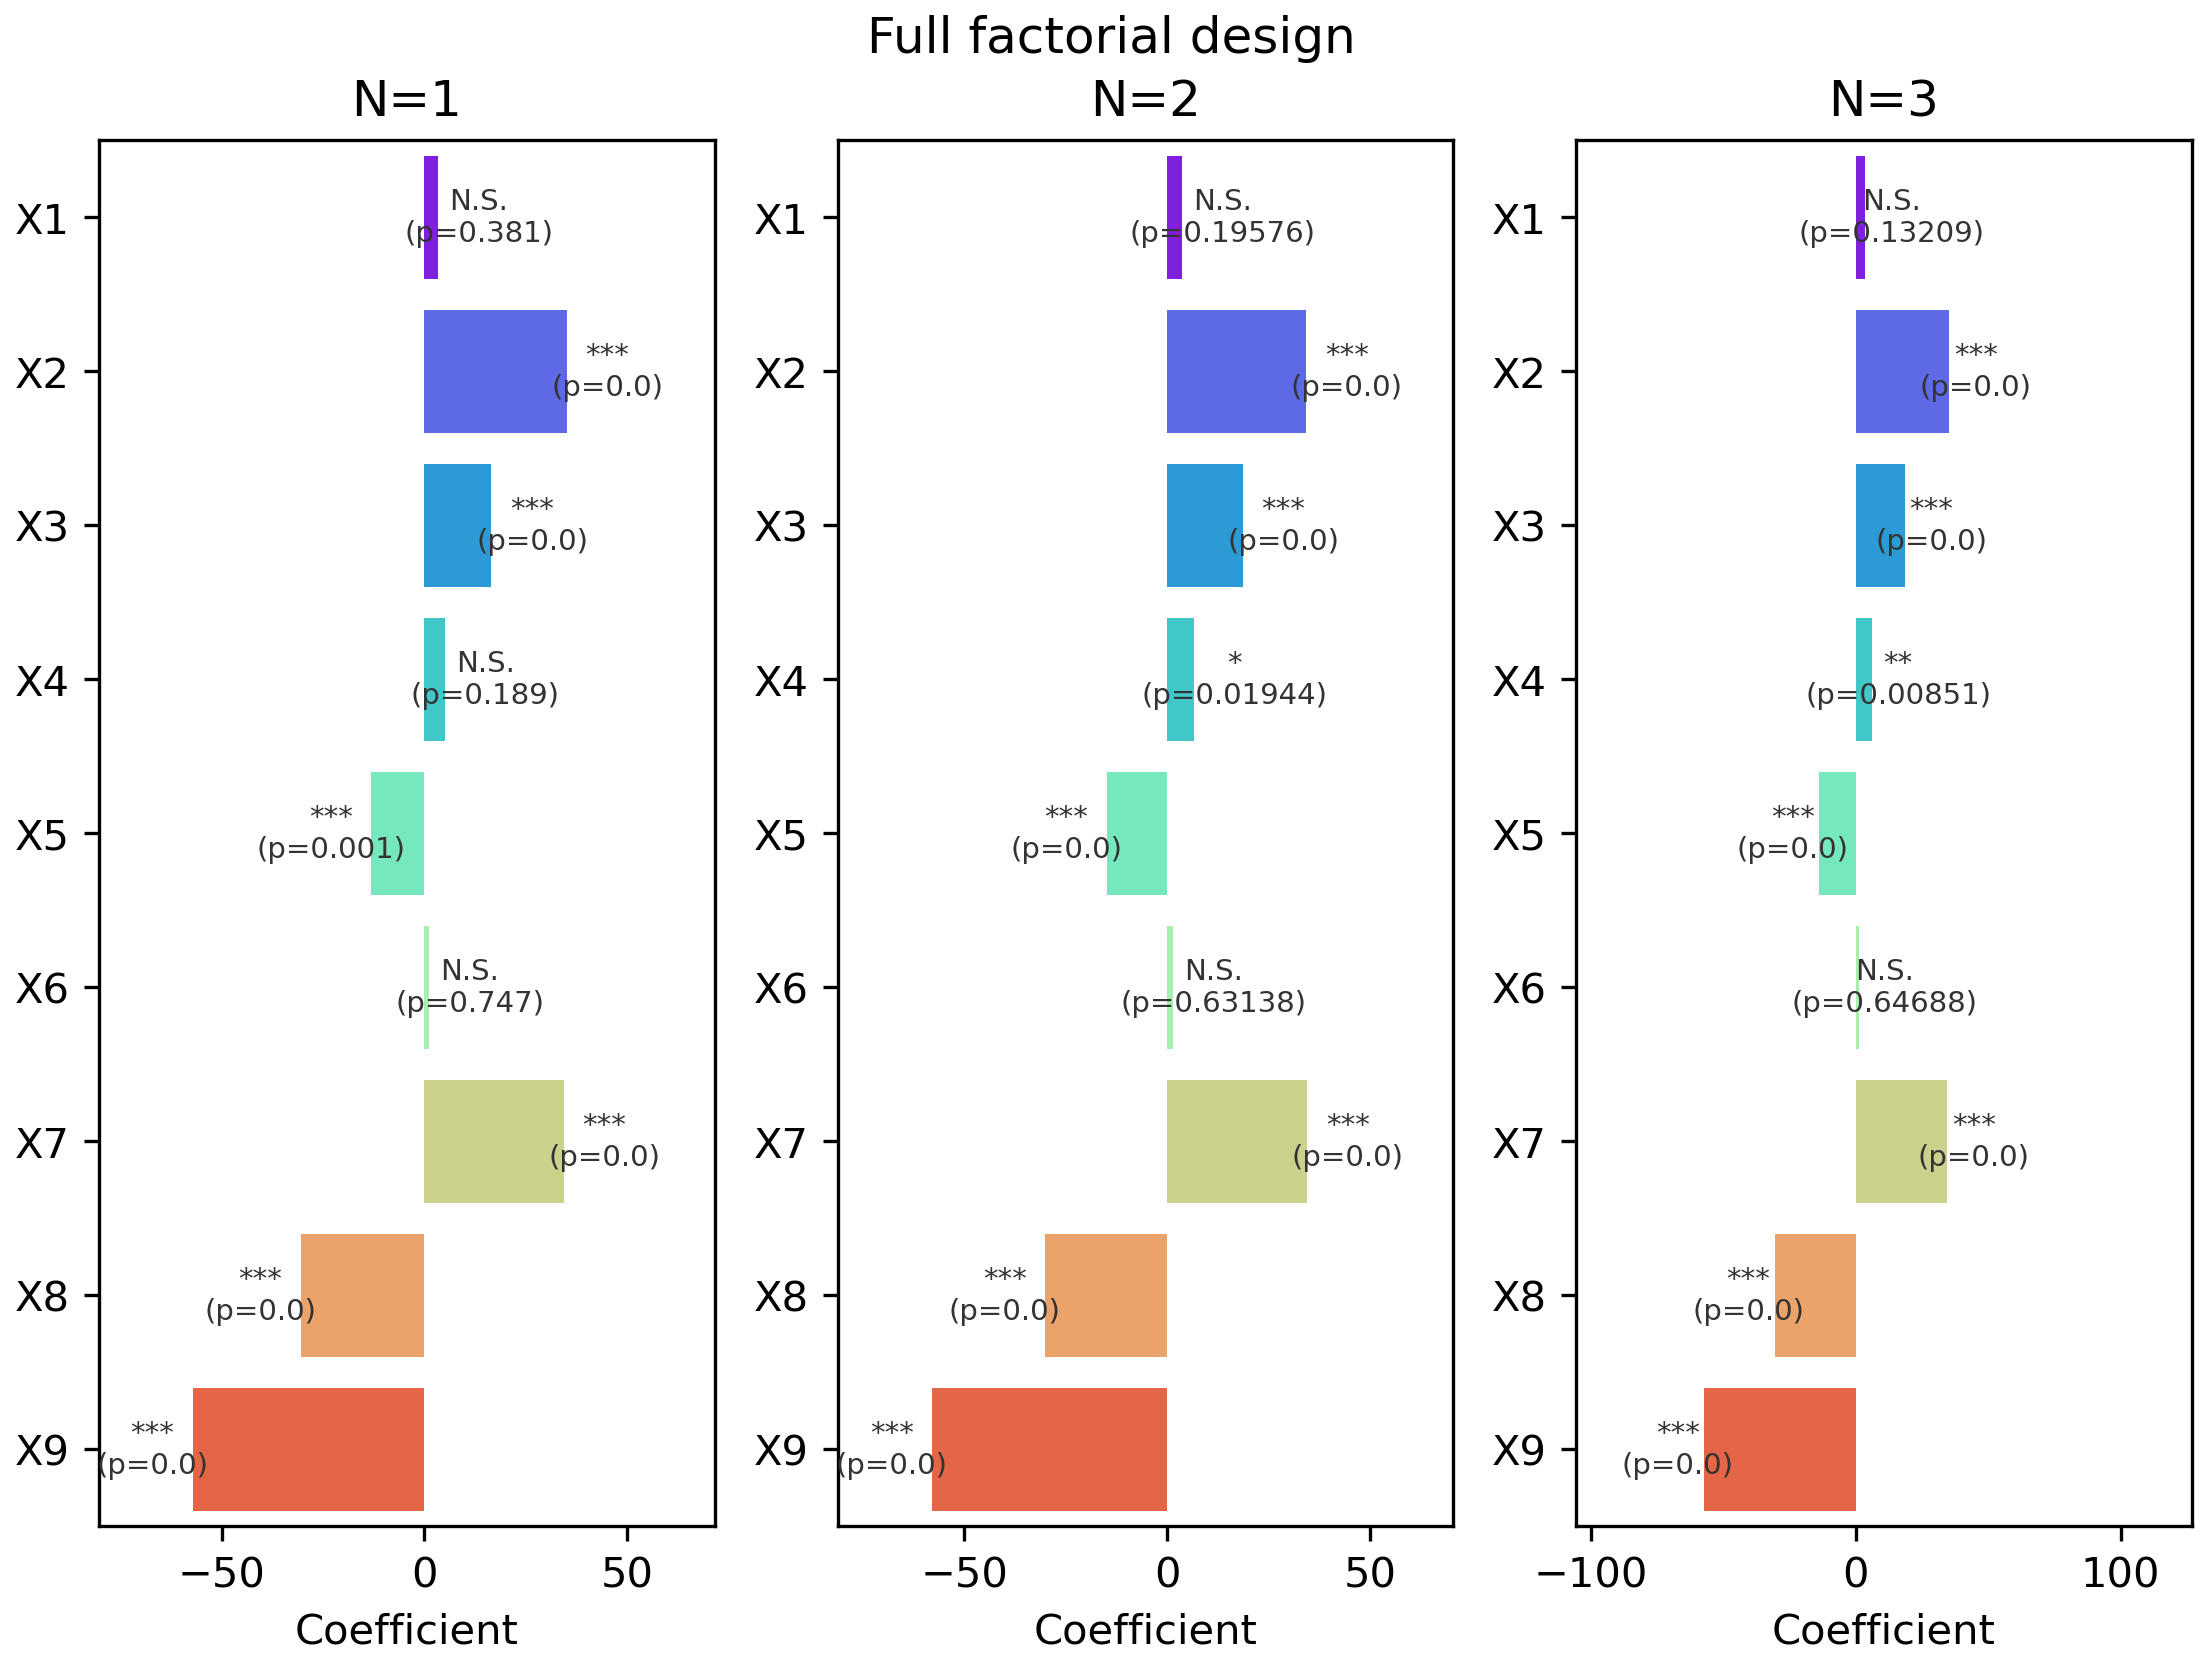 Full factorial design
N=1
X1
N.S.
(p=0.381)
X2
***
(p=0.0)
X3
***
(p=0.0)
X4
N.S.
(p=0.189)
X5
***
(p=0.001)
X6
N.S.
(p=0.747)
X7
***
(p=0.0)
X8
***
(p=0.0)
X9
***
(p=0.0)
−50 0 50
Coefficient
N=2
X1
N.S.
(p=0.19576)
X2
***
(p=0.0)
X3
***
(p=0.0)
X4
*
(p=0.01944)
X5
***
(p=0.0)
X6
N.S.
(p=0.63138)
X7
***
(p=0.0)
X8
***
(p=0.0)
X9
***
(p=0.0)
−50 0 50
Coefficient
N=3
X1
N.S.
(p=0.13209)
X2
***
(p=0.0)
X3
***
(p=0.0)
X4
**
(p=0.00851)
X5
***
(p=0.0)
X6
N.S.
(p=0.64688)
X7
***
(p=0.0)
X8
***
(p=0.0)
X9
***
(p=0.0)
−100 0 100
Coefficient